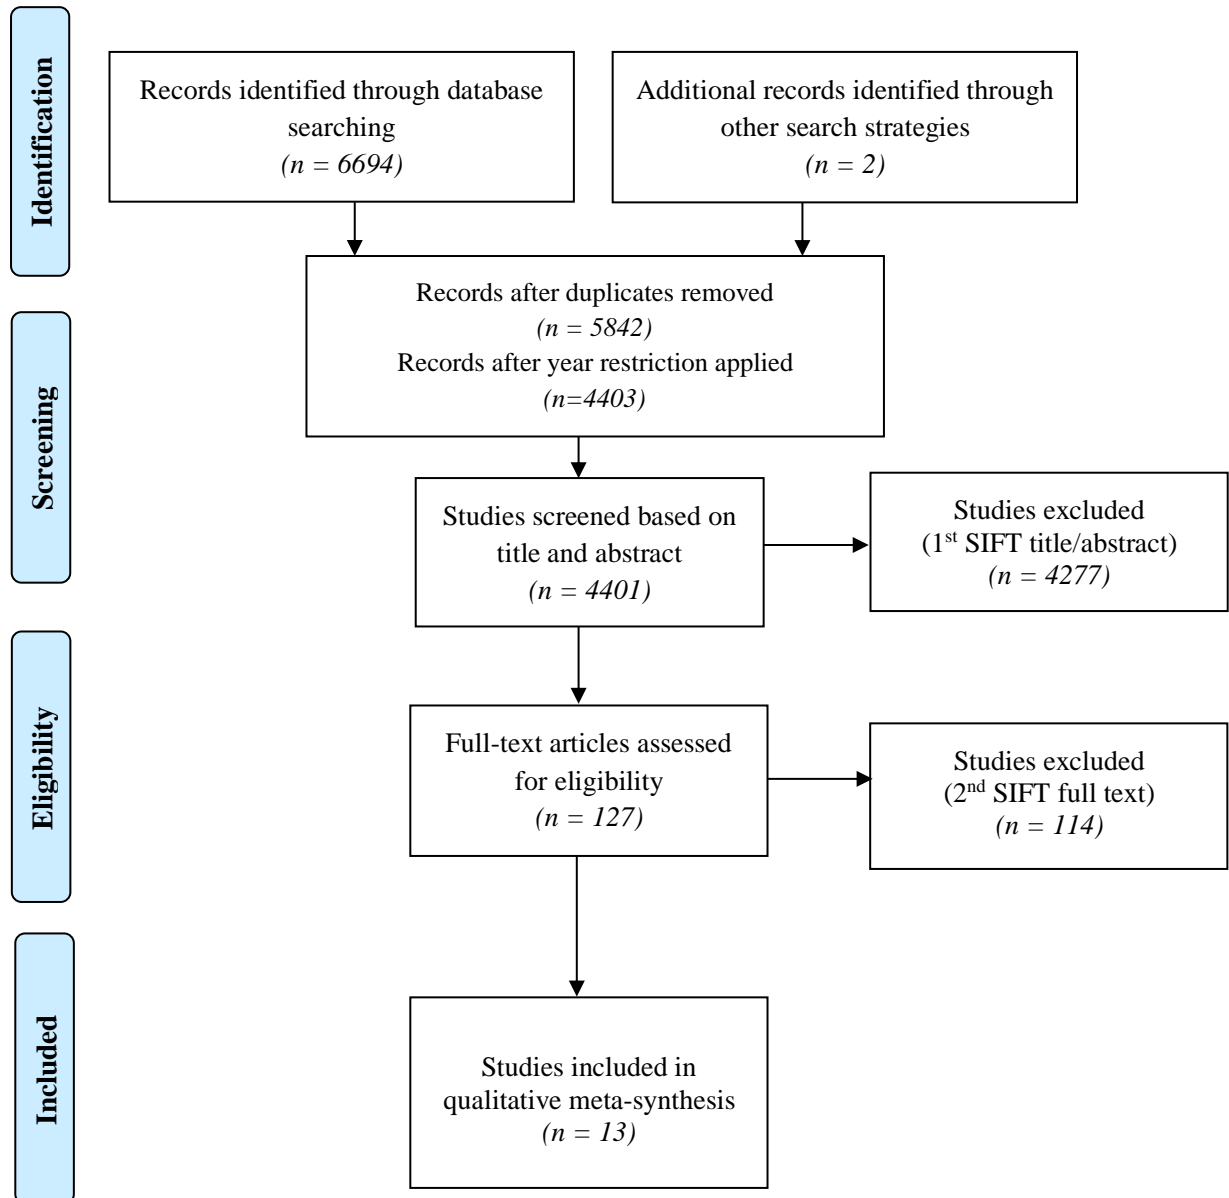 Identification
Records identified through database
searching
(n = 6694)
Additional records identified through
other search strategies
(n = 2)
Records after duplicates removed
(n = 5842)
Records after year restriction applied
(n=4403)
Screening
Studies screened based on
title and abstract
(n = 4401)
Studies excluded
(1st SIFT title/abstract)
(n = 4277)
Eligibility
Full-text articles assessed
for eligibility
(n = 127)
Studies excluded
(2nd SIFT full text)
(n = 114)
Included
Studies included in
qualitative meta-synthesis
(n = 13)